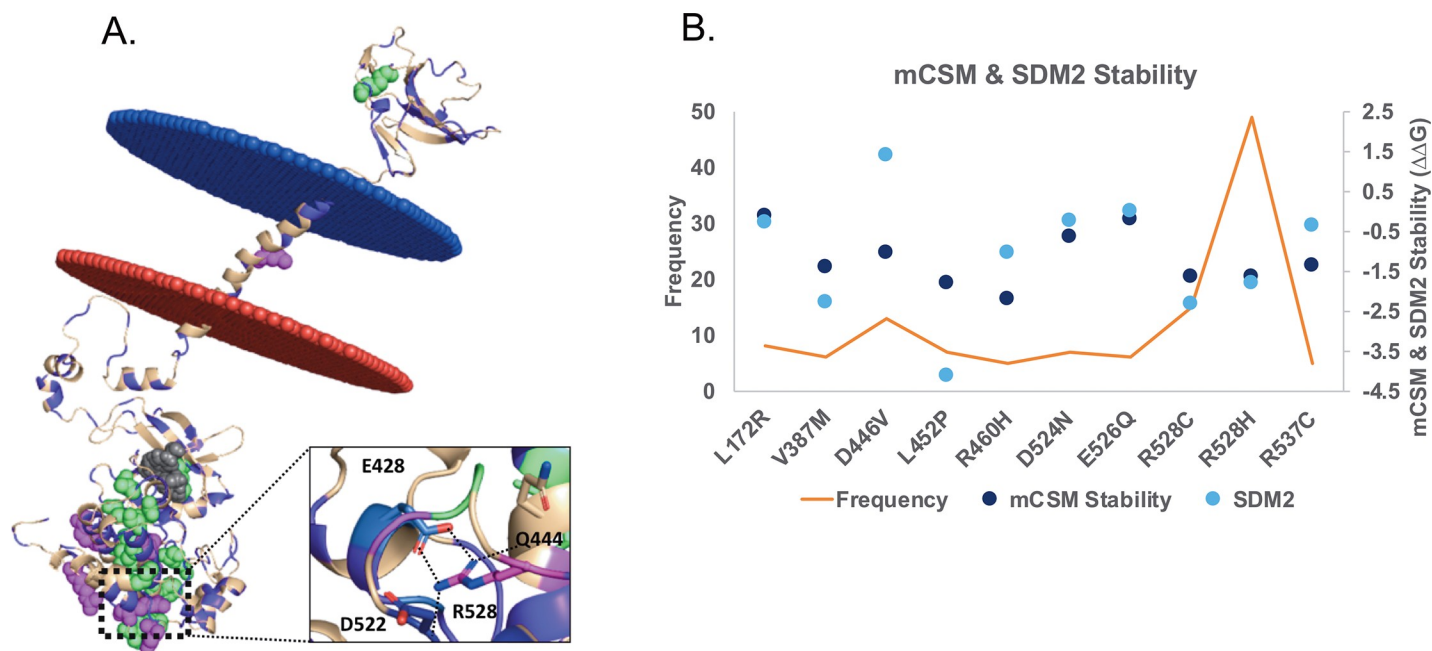 A.
E428
Q444
R528
D522
B.
mCSM & SDM2 Stability
Frequency
50
40
30
20
10
0
2.5
1.5
0.5
-0.5
-1.5
-2.5
-3.5
-4.5
mCSM & SDM2 Stability (∆∆G)
L172R
V387M
D446V
L452P
R460H
D524N
E526Q
R528C
R528H
R537C
Frequency
mCSM Stability
SDM2